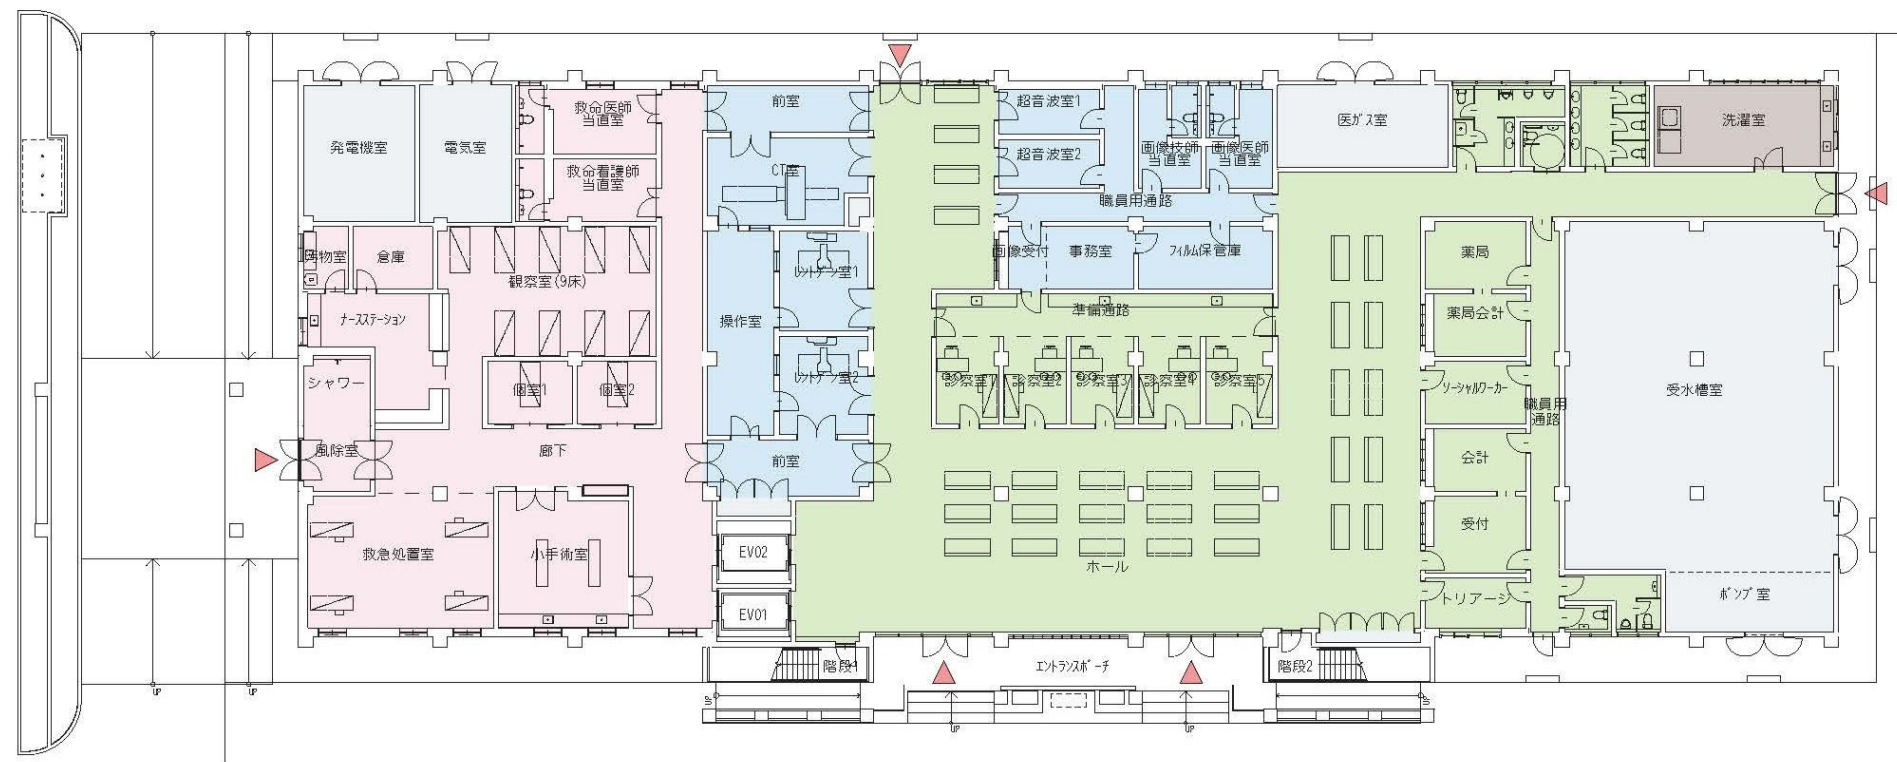 発電機室
電気室
救命医師
当直室
救命看護師
当直室
前室
CT室
超音波室1
超音波室2
画像技師
当直室
画像医師
当直室
職員用通路
医ガス室
洗濯室
汚物室
倉庫
観察室(9床)
ナースステーション
操作室
レントゲン室1
レントゲン室2
画像受付
事務室
フィルム保管庫
準備通路
診察室1
診察室2
診察室3
診察室4
診察室5
薬局
薬局会計
ソーシャルワーカー
職員用
通路
会計
受付
トリアージ
受水槽室
ポンプ室
シャワー
風除室
個室1
個室2
廊下
前室
救急処置室
小手術室
EV02
EV01
ホール
階段1
エントランスポーチ
階段2
UP
UP
UP
UP
UP
UP